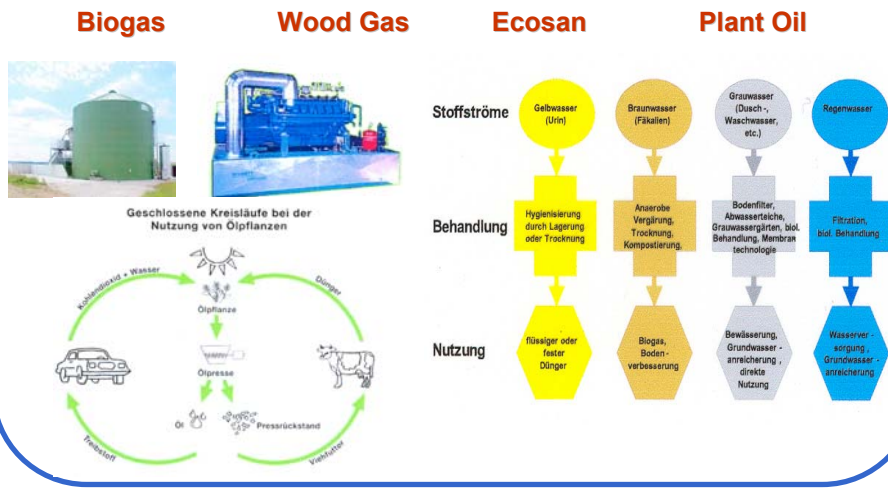 Biogas
Wood Gas
Ecosan
Plant Oil
Stoffströme
Gelbwasser
(Urin)
Braunwasser
(Fäkalien)
Grauwasser
(Dusch -,
Waschwasser,
etc.)
Regenwasser
Behandlung
Hygienisierung
durch Lagerung
oder Trocknung
Anaerobe
Vergärung,
Trocknung,
Kompostierung,
Bodenfilter,
Abwasserteiche,
Grauwassergärten, biol.
Behandlung, Membran
technologie
Filtration,
biol. Behandlung
Nutzung
flüssiger oder
fester
Dünger
Biogas,
Boden -
verbesserung
Bewässerung,
Grundwasser -
anreicherung ,
direkte
Nutzung
Wasserver -
sorgung ,
Grundwasser -
anreicherung
Geschlossene Kreisläufe bei der
Nutzung von Ölpflanzen
Kohlendioxid + Wasser
Dünger
Ölpflanze
Ölpresse
Öl
Pressrückstand
Treibstoff
Viehfutter